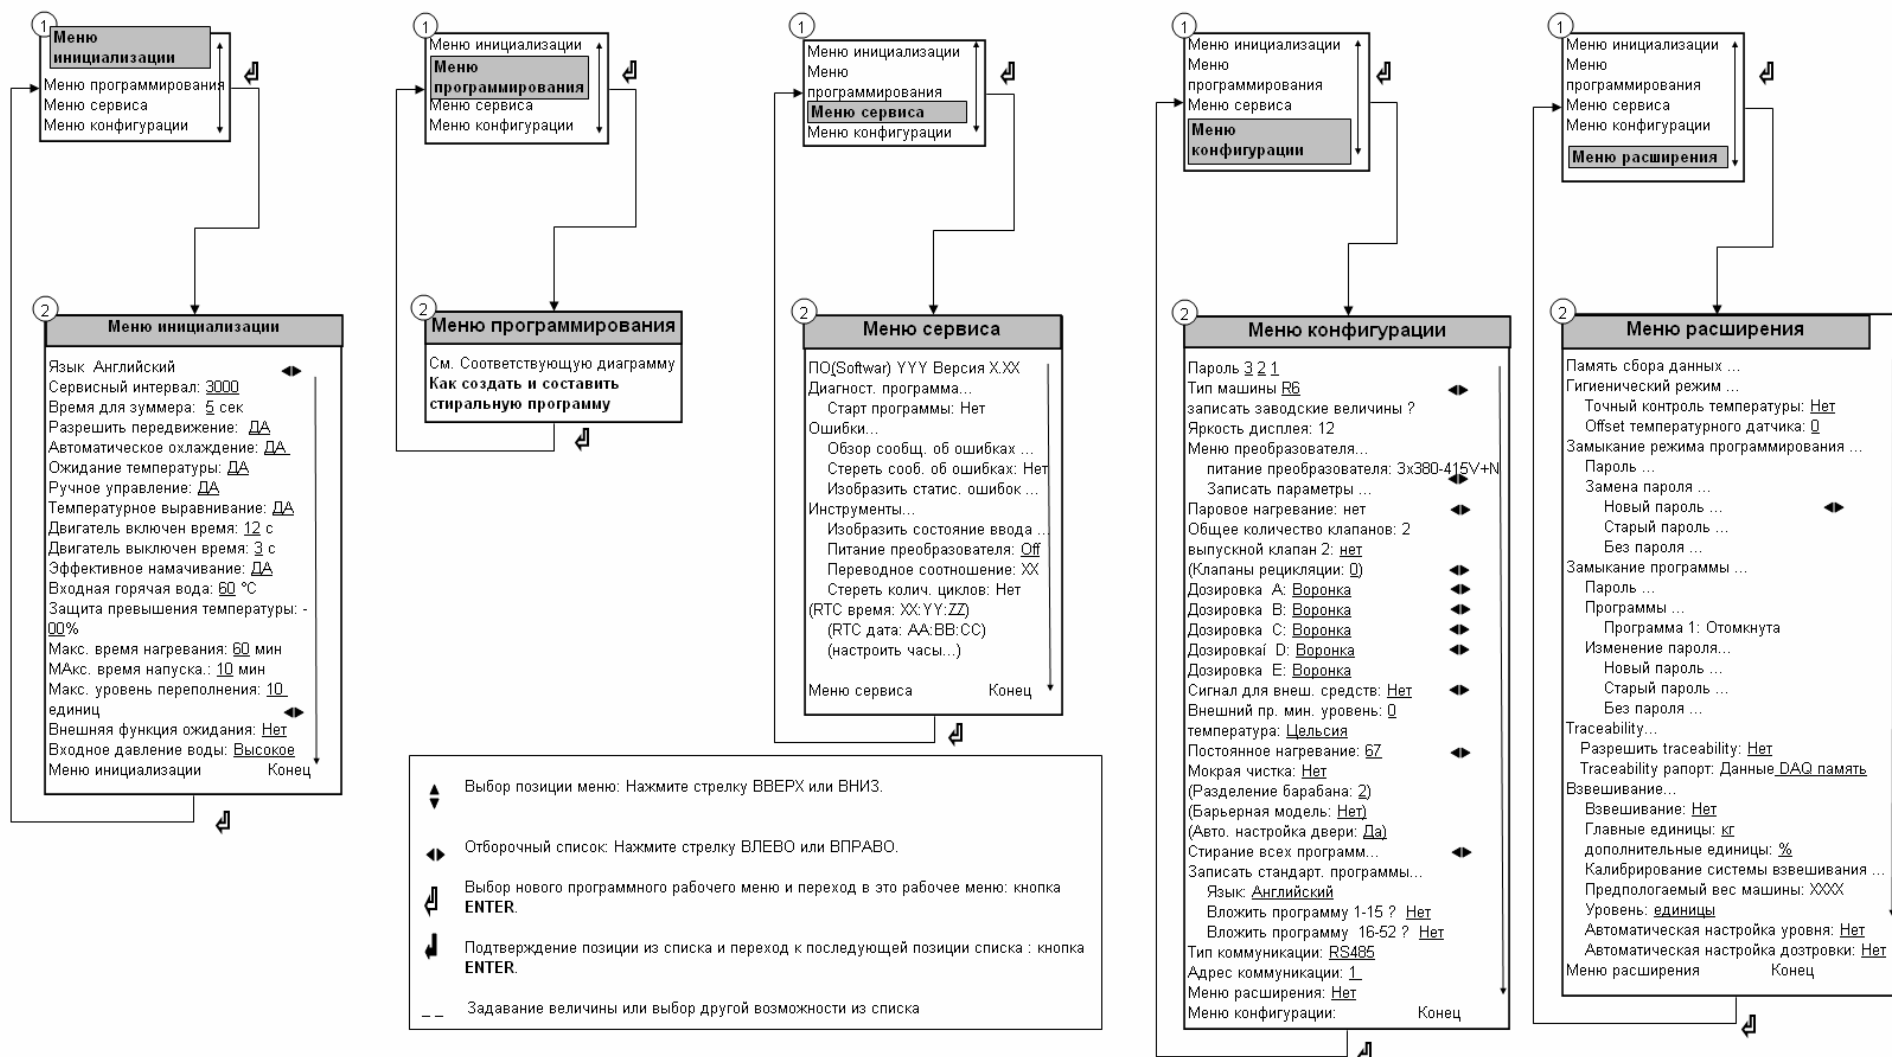 1
Меню
инициализации
Меню программирования
Меню сервиса
Меню конфигурации
2
Меню инициализации
Язык Английский
Сервисный интервал: 3000
Время для зуммера: 5 сек
Разрешить передвижение: ДА
Автоматическое охлаждение: ДА
Ожидание температуры: ДА
Ручное управление: ДА
Температурное выравнивание: ДА
Двигатель включен время: 12 с
Двигатель выключен время: 3 с
Эффективное намачивание: ДА
Входная горячая вода: 60 °C
Защита превышения температуры: -
00%
Макс. время нагревания: 60 мин
МАкс. время напуска.: 10 мин
Макс. уровень переполнения: 10
единиц
Внешняя функция ожидания: Нет
Входное давление воды: Высокое
Меню инициализации Конец
1
Меню инициализации
Меню
программирования
Меню сервиса
Меню конфигурации
2
Меню программирования
См. Соответствующую диаграмму
Как создать и составить
стиральную программу
1
Меню инициализации
Меню
программирования
Меню сервиса
Меню конфигурации
2
Меню сервиса
ПО(Softwar) YYY Версия X.XX
Диагност. программа...
Старт программы: Нет
Ошибки...
Обзор сообщ. об ошибках ...
Стереть сооб. об ошибках: Нет
Изобразить статис. ошибок ...
Инструменты...
Изобразить состояние ввода ...
Питание преобразователя: Off
Переводное соотношение: XX
Стереть колич. циклов: Нет
(RTC время: XX:YY:ZZ)
(RTC дата: AA:BB:CC)
(настроить часы...)
Меню сервиса Конец
Выбор позиции меню: Нажмите стрелку ВВЕРХ или ВНИЗ.
Отборочный список: Нажмите стрелку ВЛЕВО или ВПРАВО.
Выбор нового программного рабочего меню и переход в это рабочее меню: кнопка
ENTER.
Подтверждение позиции из списка и переход к последующей позиции списка : кнопка
ENTER.
_ _ Задавание величины или выбор другой возможности из списка
1
Меню инициализации
Меню
программирования
Меню сервиса
Меню
конфигурации
2
Меню конфигурации
Пароль 3 2 1
Тип машины R6
записать заводские величины ?
Яркость дисплея: 12
Меню преобразователя...
питание преобразователя: 3x380-415V+N
Записать параметры ...
Паровое нагревание: нет
Общее количество клапанов: 2
выпускной клапан 2: нет
(Клапаны рецикляции: 0)
Дозировка A: Воронка
Дозировка B: Воронка
Дозировка C: Воронка
Дозировкаí D: Воронка
Дозировка E: Воронка
Сигнал для внеш. средств: Нет
Внешний пр. мин. уровень: 0
температура: Цельсия
Постоянное нагревание: 67
Мокрая чистка: Нет
(Разделение барабана: 2)
(Барьерная модель: Нет)
(Авто. настройка двери: Да)
Стирание всех программ...
Записать стандарт. программы...
Язык: Английский
Вложить программу 1-15 ? Нет
Вложить программу 16-52 ? Нет
Тип коммуникации: RS485
Адрес коммуникации: 1
Меню расширения: Нет
Меню конфигурации: Конец
1
Меню инициализации
Меню
программирования
Меню сервиса
Меню конфигурации
Меню расширения
2
Меню расширения
Память сбора данных ...
Гигиенический режим ...
Точный контроль температуры: Нет
Offset температурного датчика: 0
Замыкание режима программирования ...
Пароль ...
Замена пароля ...
Новый пароль ...
Старый пароль ...
Без пароля ...
Замыкание программы ...
Пароль ...
Программы ...
Программа 1: Отомкнута
Изменение пароля...
Новый пароль ...
Старый пароль ...
Без пароля ...
Traceability...
Разрешить traceability: Нет
Traceability рапорт: Данные DAQ память
Взвешивание...
Взвешивание: Нет
Главные единицы: кг
дополнительные единицы: %
Калибрирование системы взвешивания ...
Предпологаемый вес машины: XXXX
Уровень: единицы
Автоматическая настройка уровня: Нет
Автоматическая настройка дозтровки: Нет
Меню расширения Конец